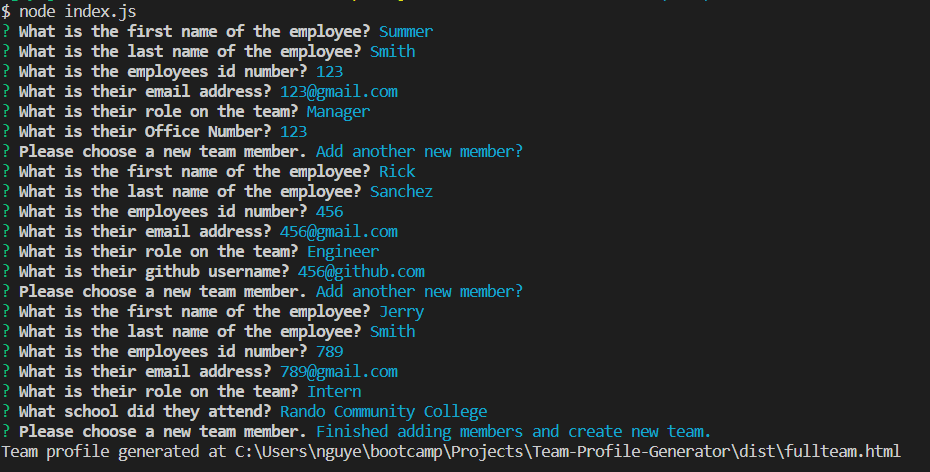 $ node index.js
? What is the first name of the employee? Summer
? What is the last name of the employee? Smith
? What is the employees id number? 123
? What is their email address? 123@gmail.com
? What is their role on the team? Manager
? What is their Office Number? 123
? Please choose a new team member. Add another new member?
? What is the first name of the employee? Rick
? What is the last name of the employee? Sanchez
? What is the employees id number? 456
? What is their email address? 456@gmail.com
? What is their role on the team? Engineer
? What is their github username? 456@github.com
? Please choose a new team member. Add another new member?
? What is the first name of the employee? Jerry
? What is the last name of the employee? Smith
? What is the employees id number? 789
? What is their email address? 789@gmail.com
? What is their role on the team? Intern
? What school did they attend? Rando Community College
? Please choose a new team member. Finished adding members and create new team.
Team profile generated at C:\Users\nguye\bootcamp\Projects\Team-Profile-Generator\dist\fullteam.html